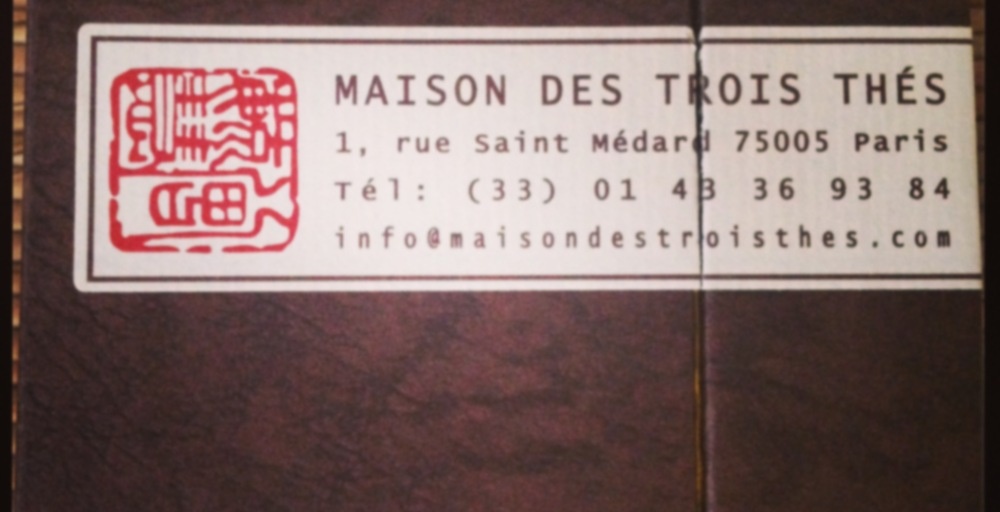 MAISON DES TROIS THÉS
1, rue Saint Médard 75005 Paris
Tél: (33) 01 43 36 93 84
info@maisondestroisthes.com